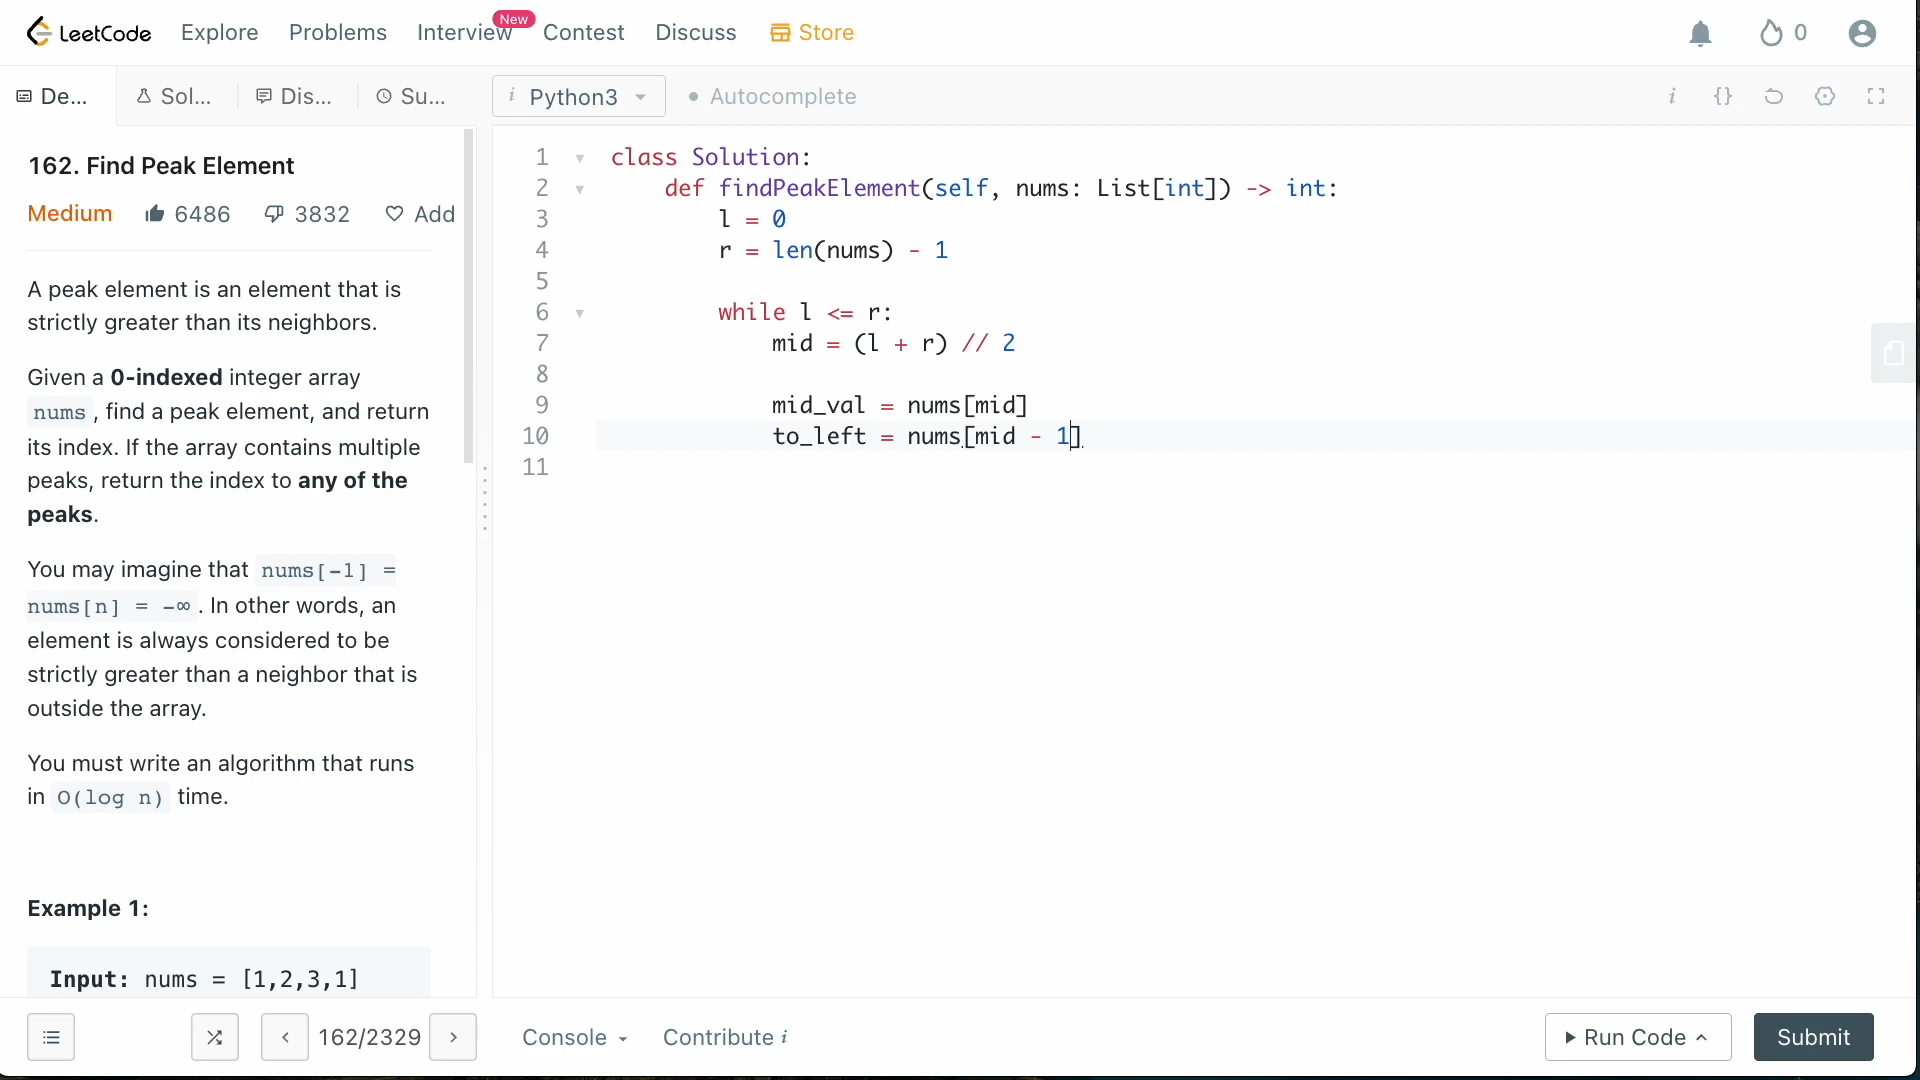 LeetCode Explore Problems Interview New Contest Discuss Store 0
De... Sol... Dis... Su... i Python3 Autocomplete i {}
162. Find Peak Element
Medium 6486 3832 Add
A peak element is an element that is
strictly greater than its neighbors.
Given a 0-indexed integer array
nums , find a peak element, and return
its index. If the array contains multiple
peaks, return the index to any of the
peaks.
You may imagine that nums[-1] =
nums[n] = -∞ . In other words, an
element is always considered to be
strictly greater than a neighbor that is
outside the array.
You must write an algorithm that runs
in O(log n) time.
Example 1:
Input: nums = [1,2,3,1]
1 class Solution:
2 def findPeakElement(self, nums: List[int]) -> int:
3 l = 0
4 r = len(nums) - 1
5
6 while l <= r:
7 mid = (l + r) // 2
8
9 mid_val = nums[mid]
10 to_left = nums[mid - 1]
11
162/2329 Console Contribute i Run Code Submit